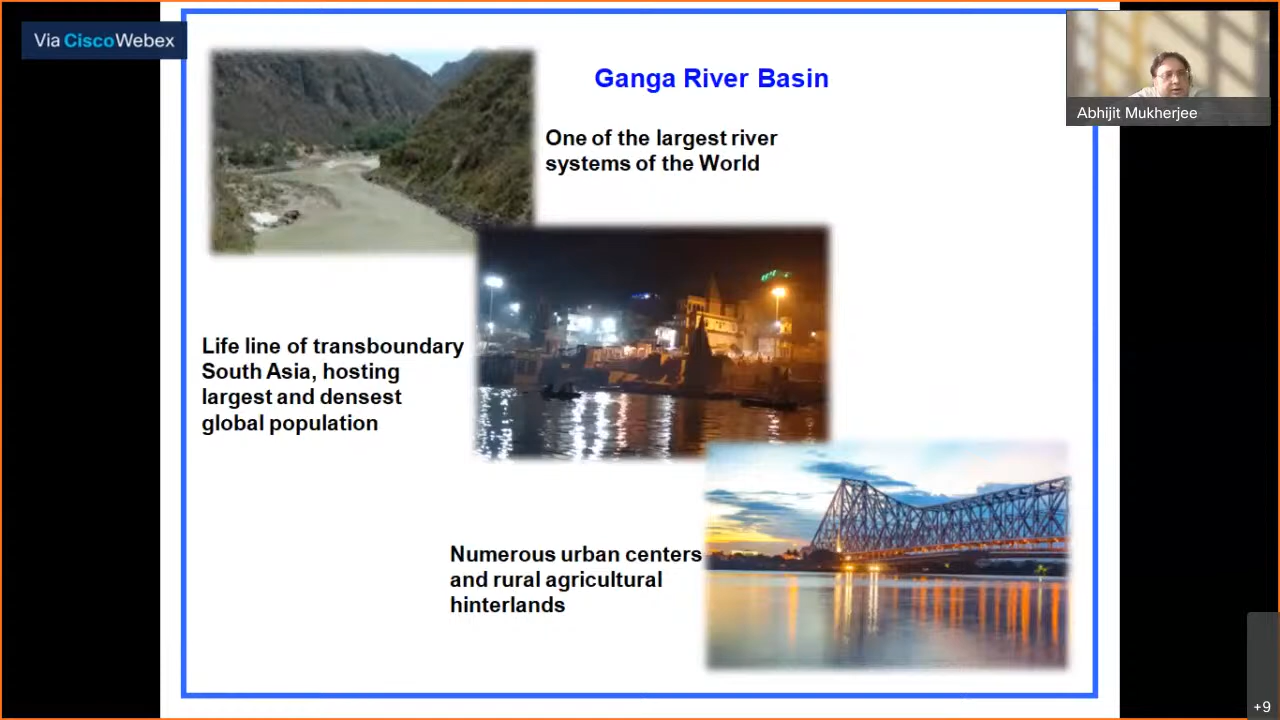 Via CiscoWebex
Ganga River Basin
Abhijit Mukherjee
One of the largest river
systems of the World
Life line of transboundary
South Asia, hosting
largest and densest
global population
Numerous urban centers
and rural agricultural
hinterlands
+9